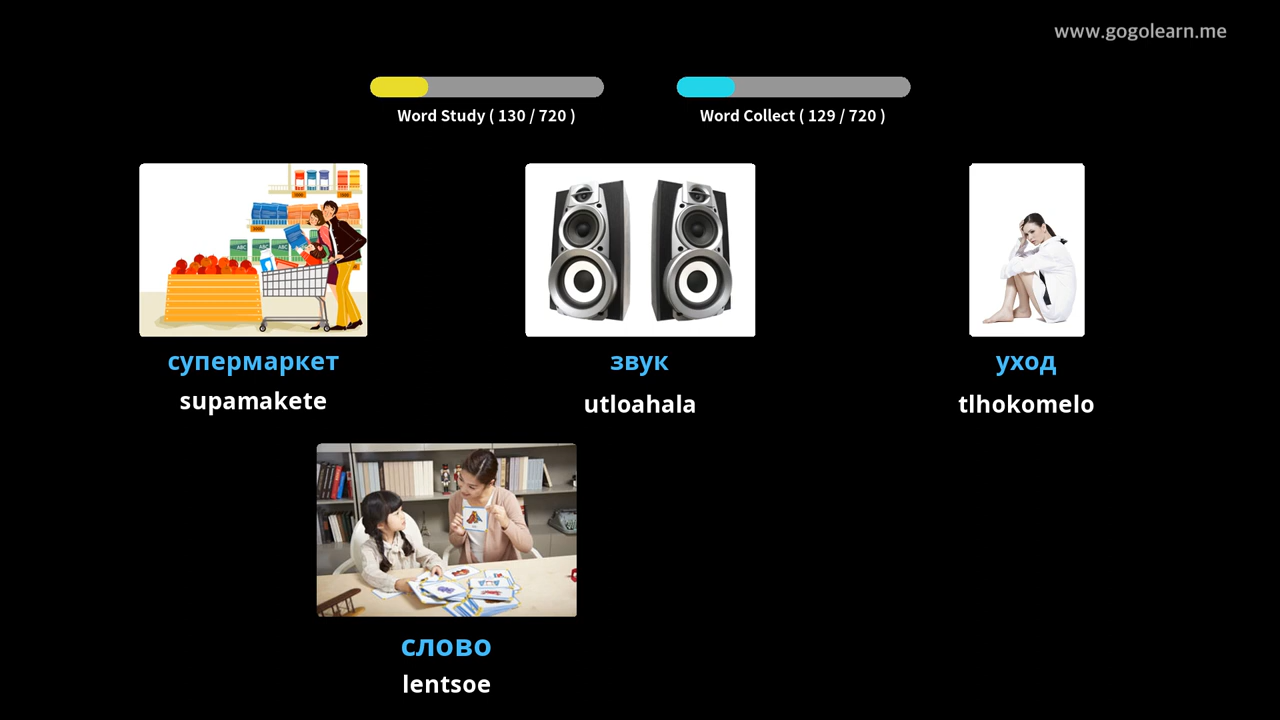 www.gogolearn.me
Word Study ( 130 / 720 )
Word Collect ( 129 / 720 )
супермаркет
supamakete
звук
utloahala
уход
tlhokomelo
слово
lentsoe